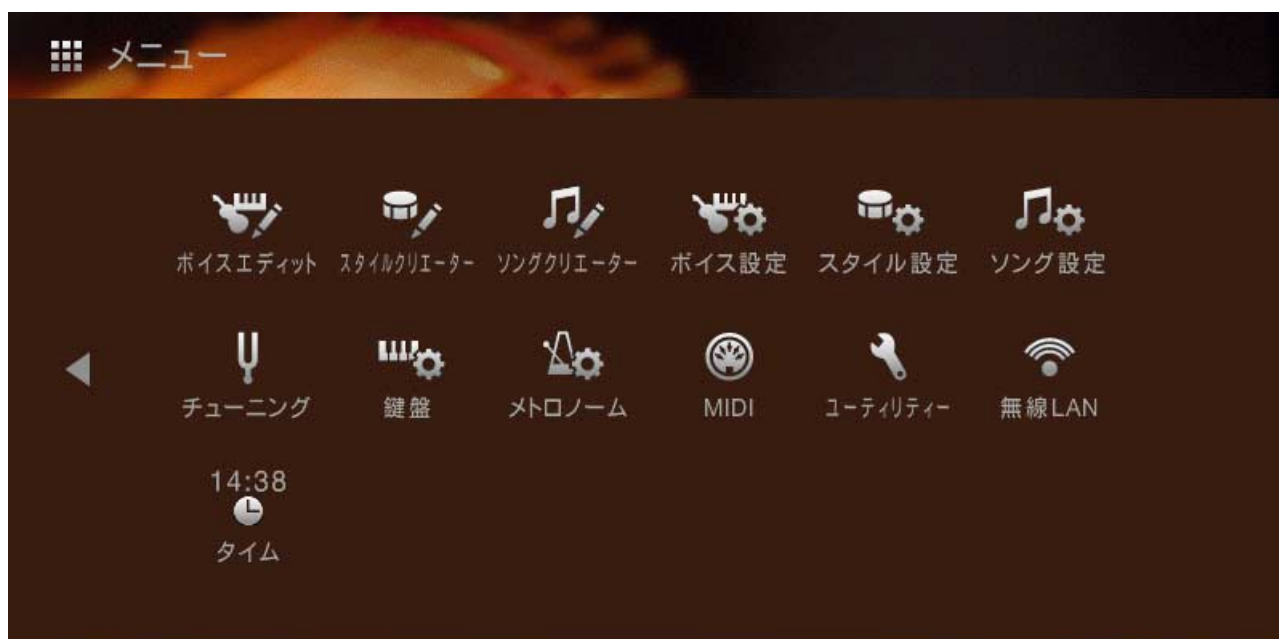 メニュー
ボイスエディット スタイルクリエーター ソングクリエーター ボイス設定 スタイル設定 ソング設定
チューニング 鍵盤 メトロノーム MIDI ユーティリティー 無線LAN
14:38
タイム